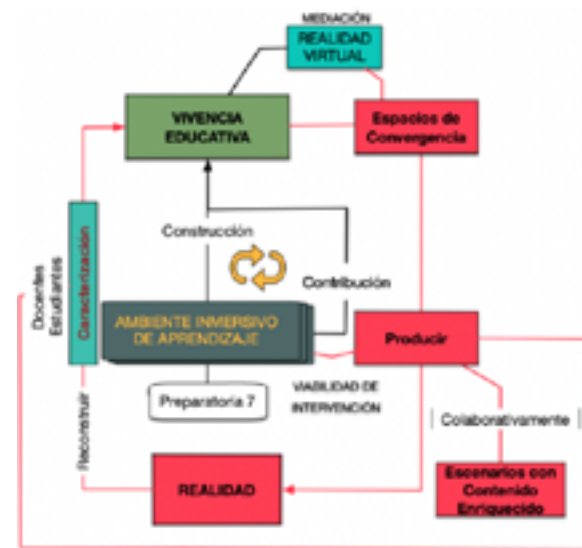 MEDIACIÓN
REALIDAD
VIRTUAL
VIVENCIA
EDUCATIVA
Espacios de
Convergencia
Construcción
Contribución
Docentes
Estudiantes
Caracterización
AMBIENTE INMERSIVO
DE APRENDIZAJE
Producir
Preparatoria 7
VIABILIDAD DE
INTERVENCIÓN
Colaborativamente
Reconstruir
REALIDAD
Escenarios con
Contenido
Enriquecido